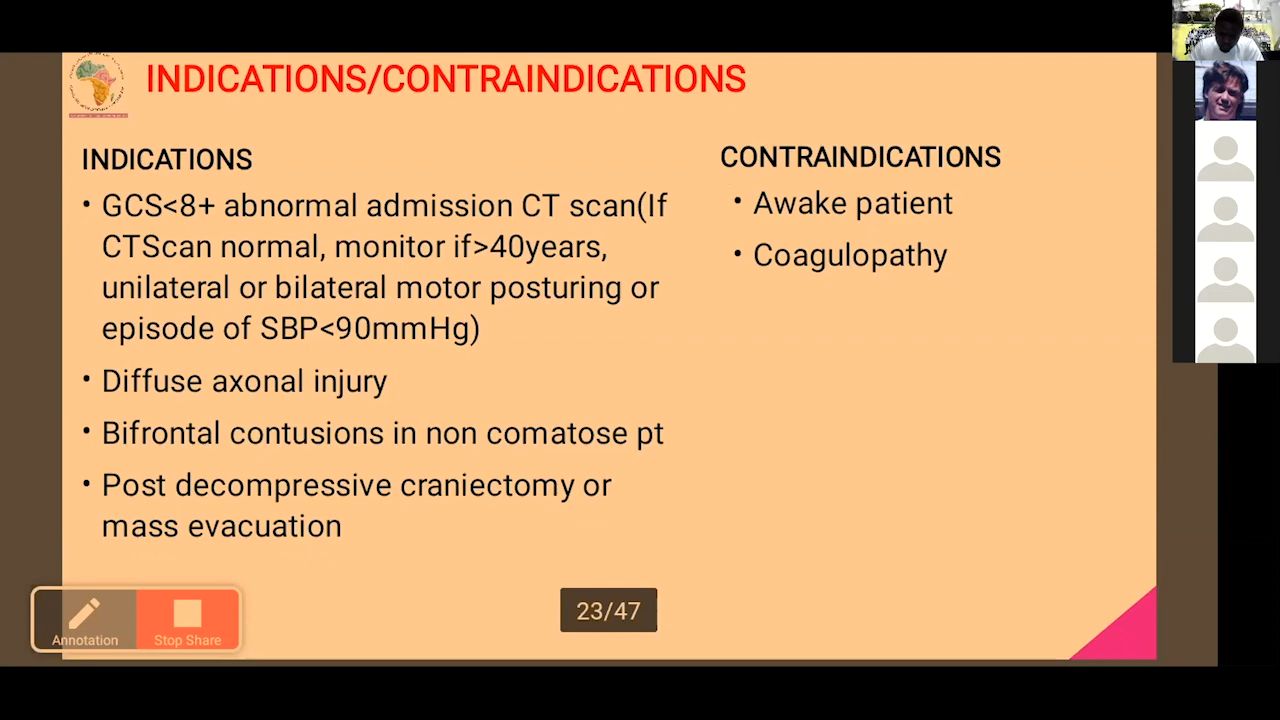 INDICATIONS/CONTRAINDICATIONS
INDICATIONS
• GCS<8+ abnormal admission CT scan(If
CTScan normal, monitor if>40years,
unilateral or bilateral motor posturing or
episode of SBP<90mmHg)
• Diffuse axonal injury
• Bifrontal contusions in non comatose pt
• Post decompressive craniectomy or
mass evacuation
CONTRAINDICATIONS
• Awake patient
• Coagulopathy
23/47
Annotation
Stop Share